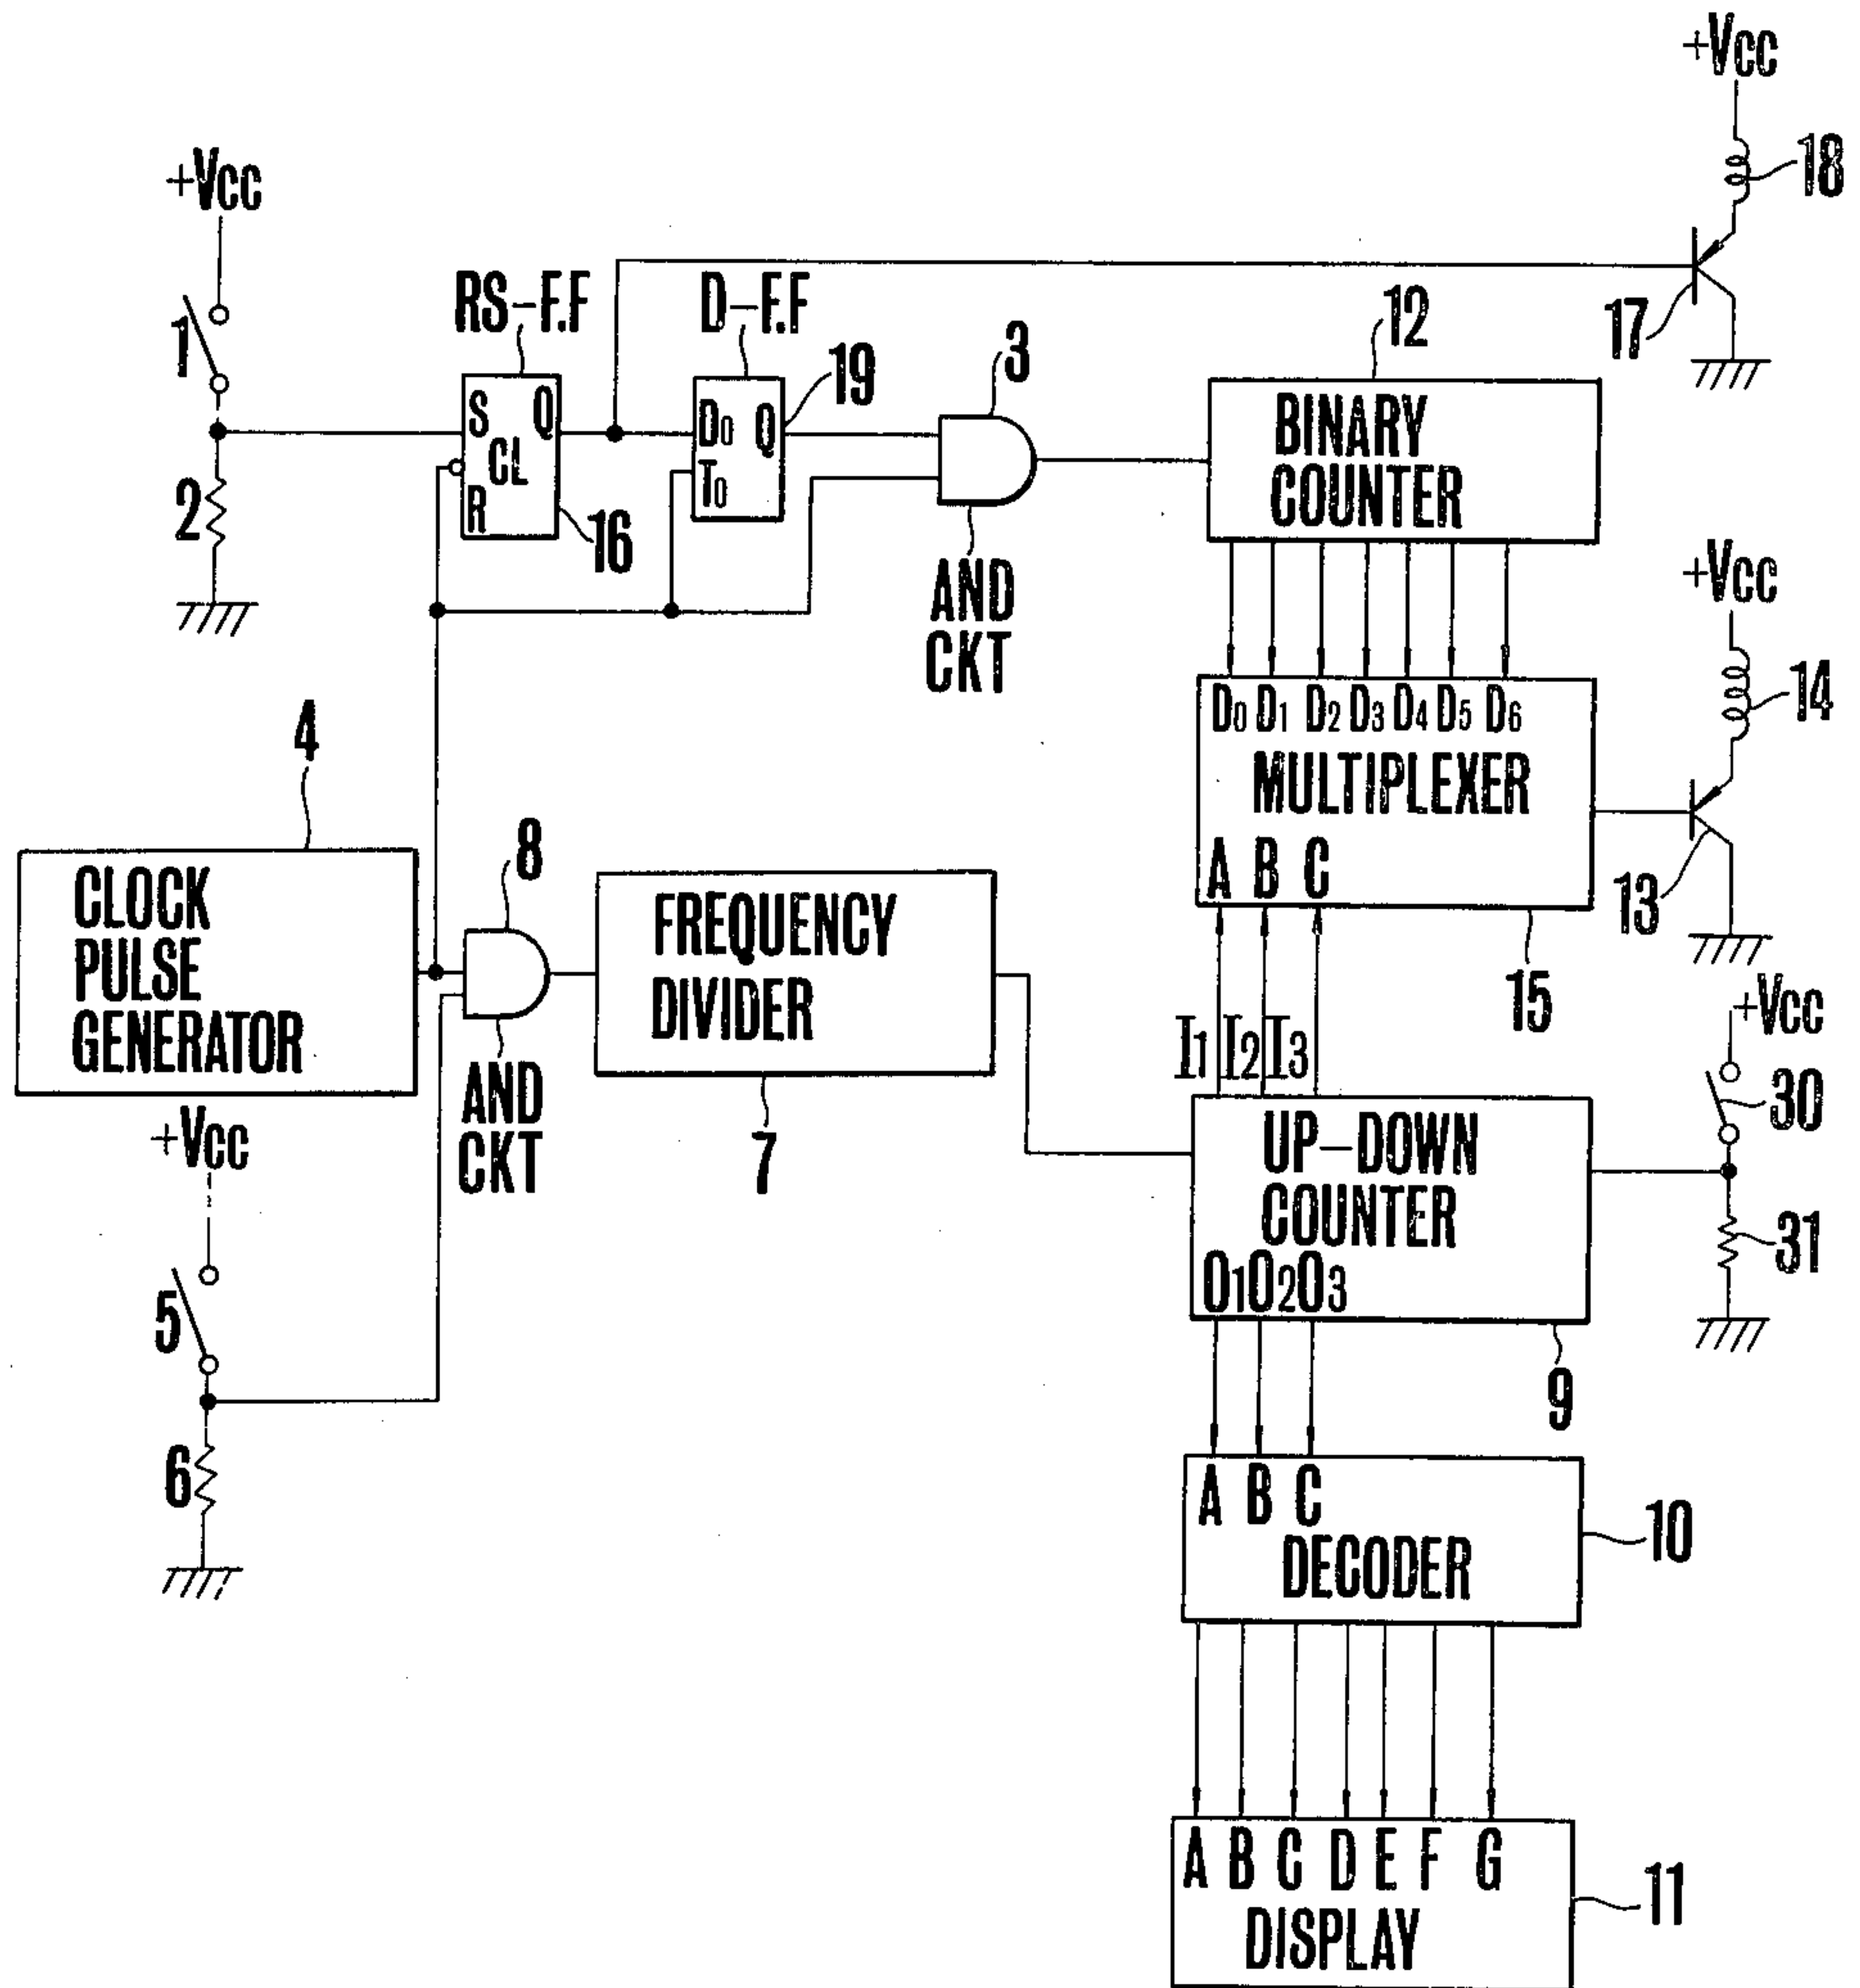 +Vcc
18
+Vcc
RS-F.F
D-F.F
12
17
1
19
3
S Q
CL
R
D0 Q
T0
BINARY
COUNTER
2
16
AND
CKT
+Vcc
14
4
D0 D1 D2 D3 D4 D5 D6
MULTIPLEXER
A B C
8
13
CLOCK
PULSE
GENERATOR
FREQUENCY
DIVIDER
15
I1 I2 I3
+Vcc
AND
CKT
7
30
+Vcc
UP-DOWN
COUNTER
O1 O2 O3
31
5
9
6
A B C
DECODER
10
A B C D E F G
DISPLAY
11